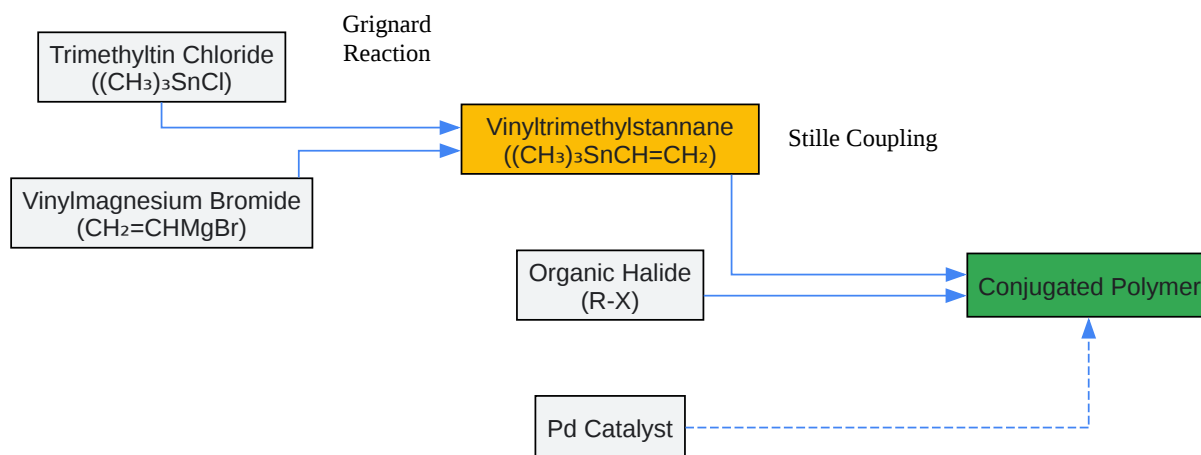 Grignard
Reaction
Trimethyltin Chloride
((CH₃)₃SnCl)
Vinyltrimethylstannane
((CH₃)₃SnCH=CH₂)
Stille Coupling
Vinylmagnesium Bromide
(CH₂=CHMgBr)
Organic Halide
(R-X)
Conjugated Polymer
Pd Catalyst